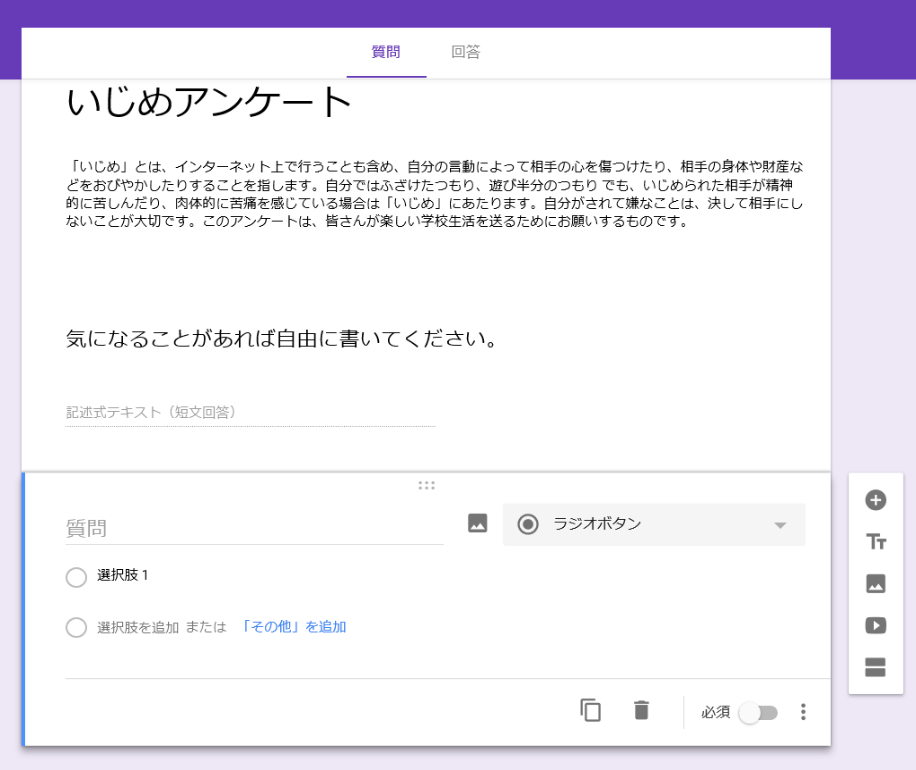 質問 回答
いじめアンケート
「いじめ」とは、インターネット上で行うことも含め、自分の言動によって相手の心を傷つけたり、相手の身体や財産な
どをおびやかしたりすることを指します。自分ではふざけたつもり、遊び半分のつもり でも、いじめられた相手が精神
的に苦しんだり、肉体的に苦痛を感じている場合は「いじめ」にあたります。自分がされて嫌なことは、決して相手にし
ないことが大切です。このアンケートは、皆さんが楽しい学校生活を送るためにお願いするものです。
気になることがあれば自由に書いてください。
記述式テキスト（短文回答）
質問 ラジオボタン
選択肢 1
選択肢を追加 または 「その他」を追加
必須